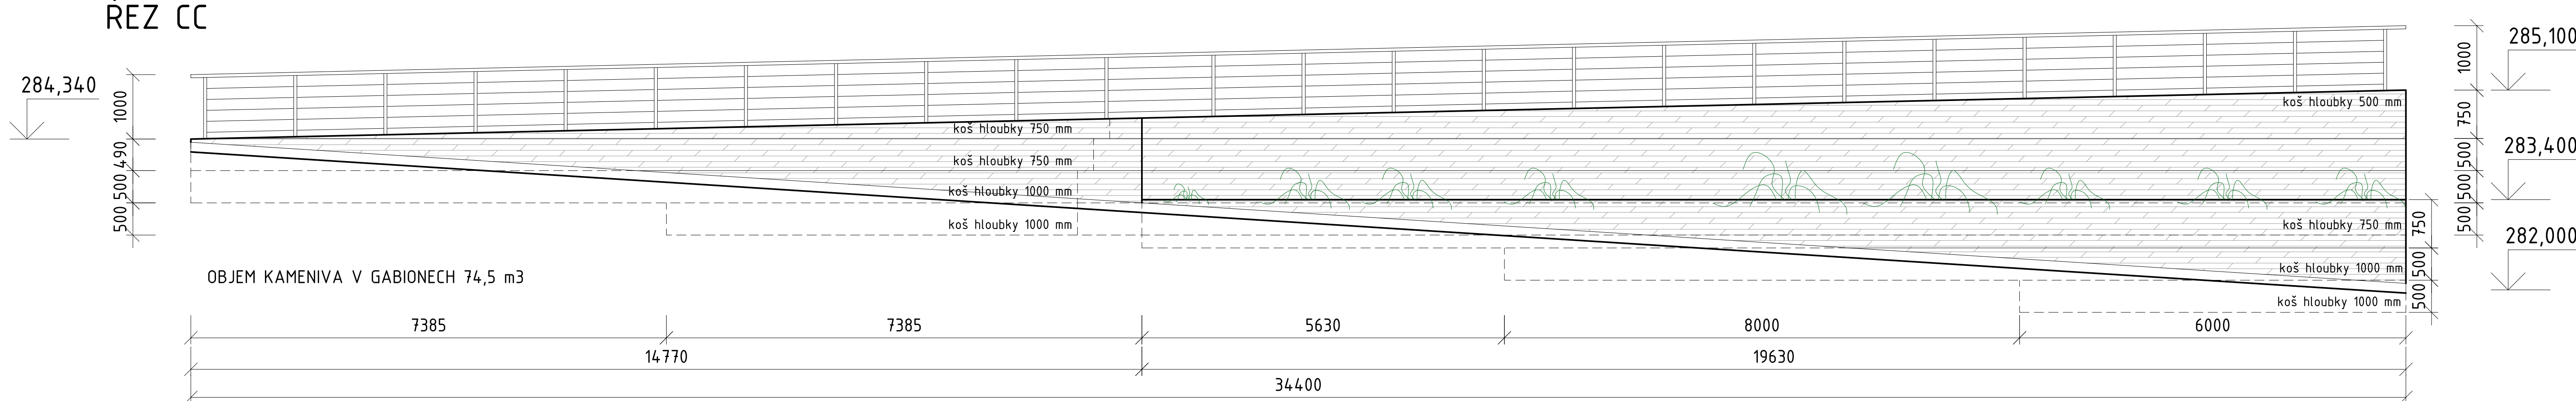 ŘEZ CC
284,340
1000
490
500
500
koš hloubky 750 mm
koš hloubky 750 mm
koš hloubky 1000 mm
koš hloubky 1000 mm
koš hloubky 500 mm
koš hloubky 750 mm
koš hloubky 1000 mm
koš hloubky 1000 mm
1000
750
500
500
500
750
500
500
285,100
283,400
282,000
OBJEM KAMENIVA V GABIONECH 74,5 m3
7385 7385 5630 8000 6000
14770 19630
34400